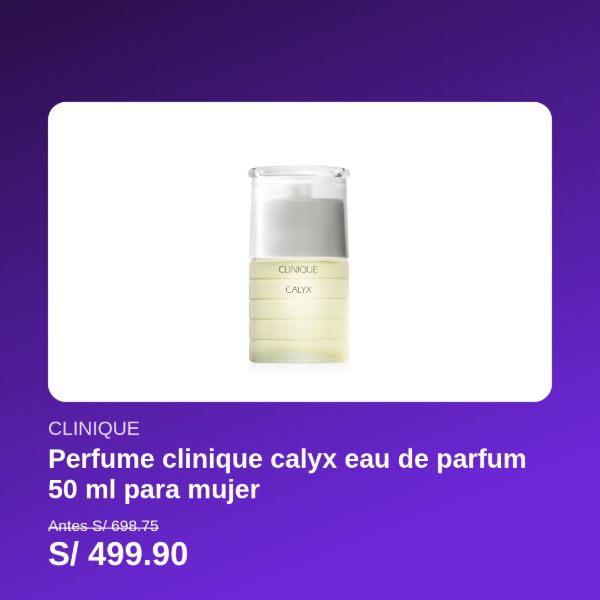 CLINIQUE
CALYX
CLINIQUE
Perfume clinique calyx eau de parfum
50 ml para mujer
Antes S/ 698.75
S/ 499.90